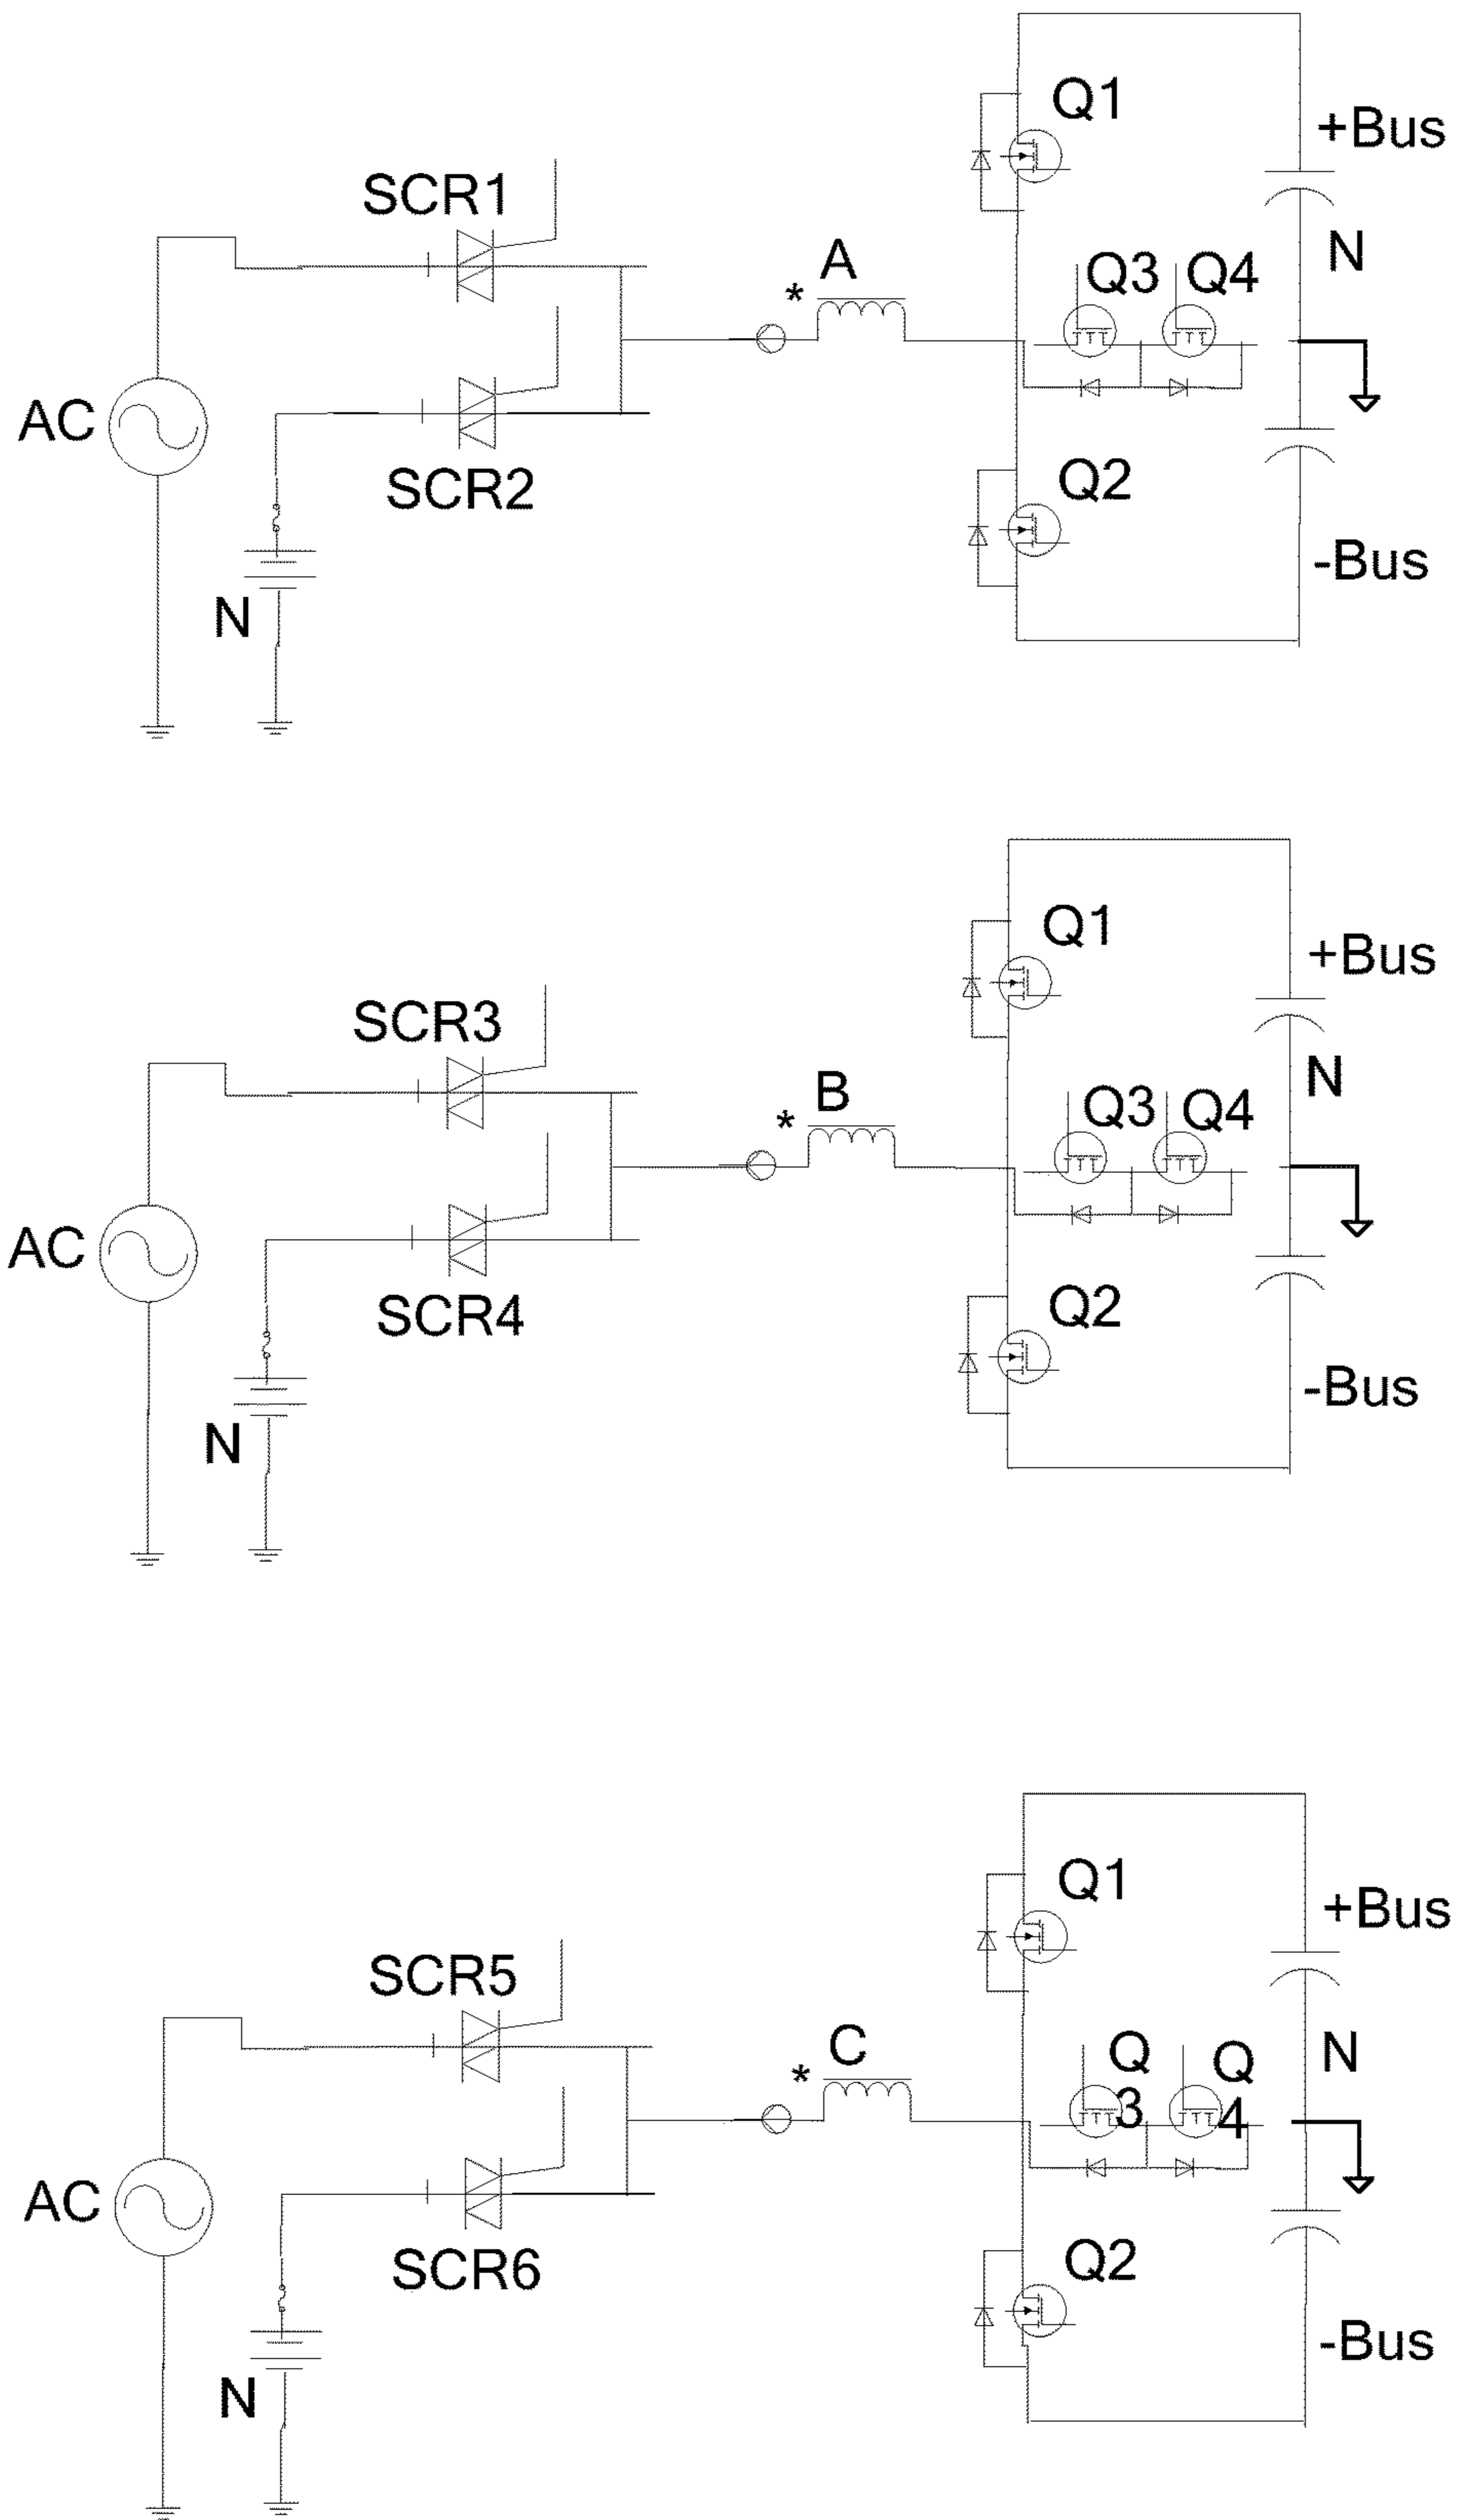 Q1
+Bus
SCR1
A
*
N
Q3 Q4
AC
SCR2
Q2
-Bus
N
Q1
+Bus
SCR3
B
*
N
Q3 Q4
AC
SCR4
Q2
-Bus
N
Q1
+Bus
SCR5
C
*
Q
3
Q
4
N
AC
SCR6
Q2
-Bus
N